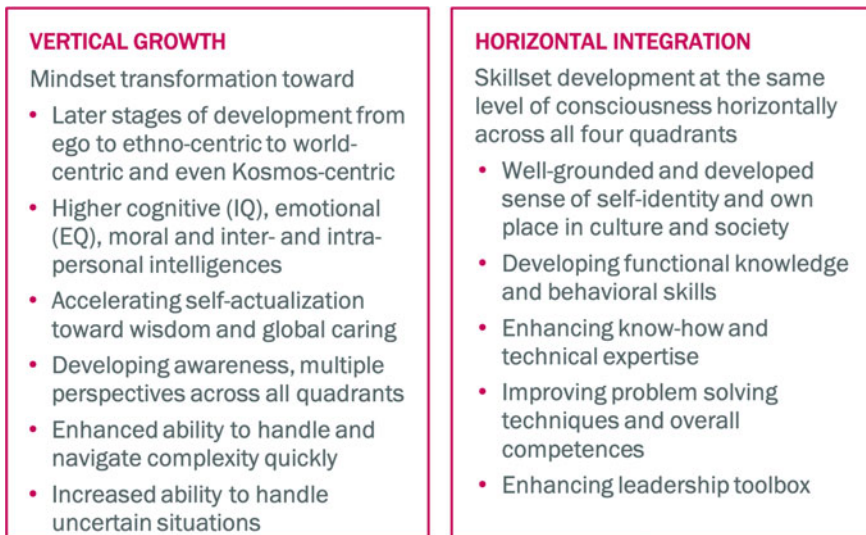 VERTICAL GROWTH
Mindset transformation toward
• Later stages of development from
ego to ethno-centric to world-
centric and even Kosmos-centric
• Higher cognitive (IQ), emotional
(EQ), moral and inter- and intra-
personal intelligences
• Accelerating self-actualization
toward wisdom and global caring
• Developing awareness, multiple
perspectives across all quadrants
• Enhanced ability to handle and
navigate complexity quickly
• Increased ability to handle
uncertain situations
HORIZONTAL INTEGRATION
Skillset development at the same
level of consciousness horizontally
across all four quadrants
• Well-grounded and developed
sense of self-identity and own
place in culture and society
• Developing functional knowledge
and behavioral skills
• Enhancing know-how and
technical expertise
• Improving problem solving
techniques and overall
competences
• Enhancing leadership toolbox